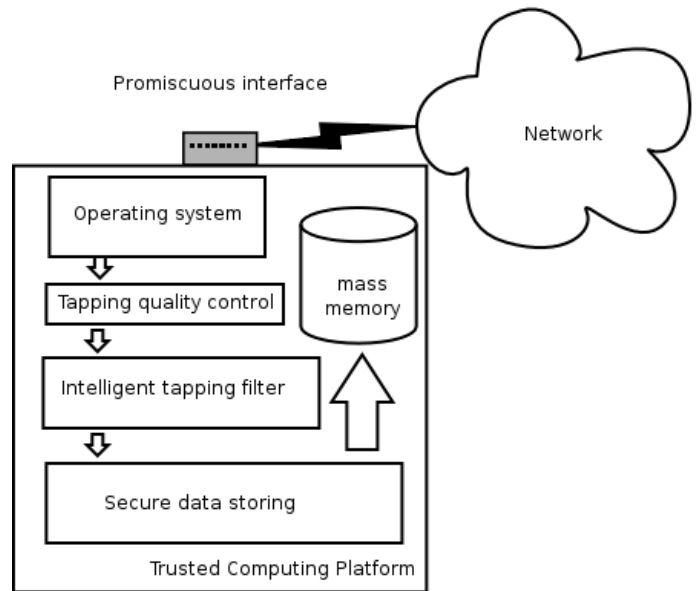 Promiscuous interface
Network
Operating system
Tapping quality control
mass
memory
Intelligent tapping filter
Secure data storing
Trusted Computing Platform